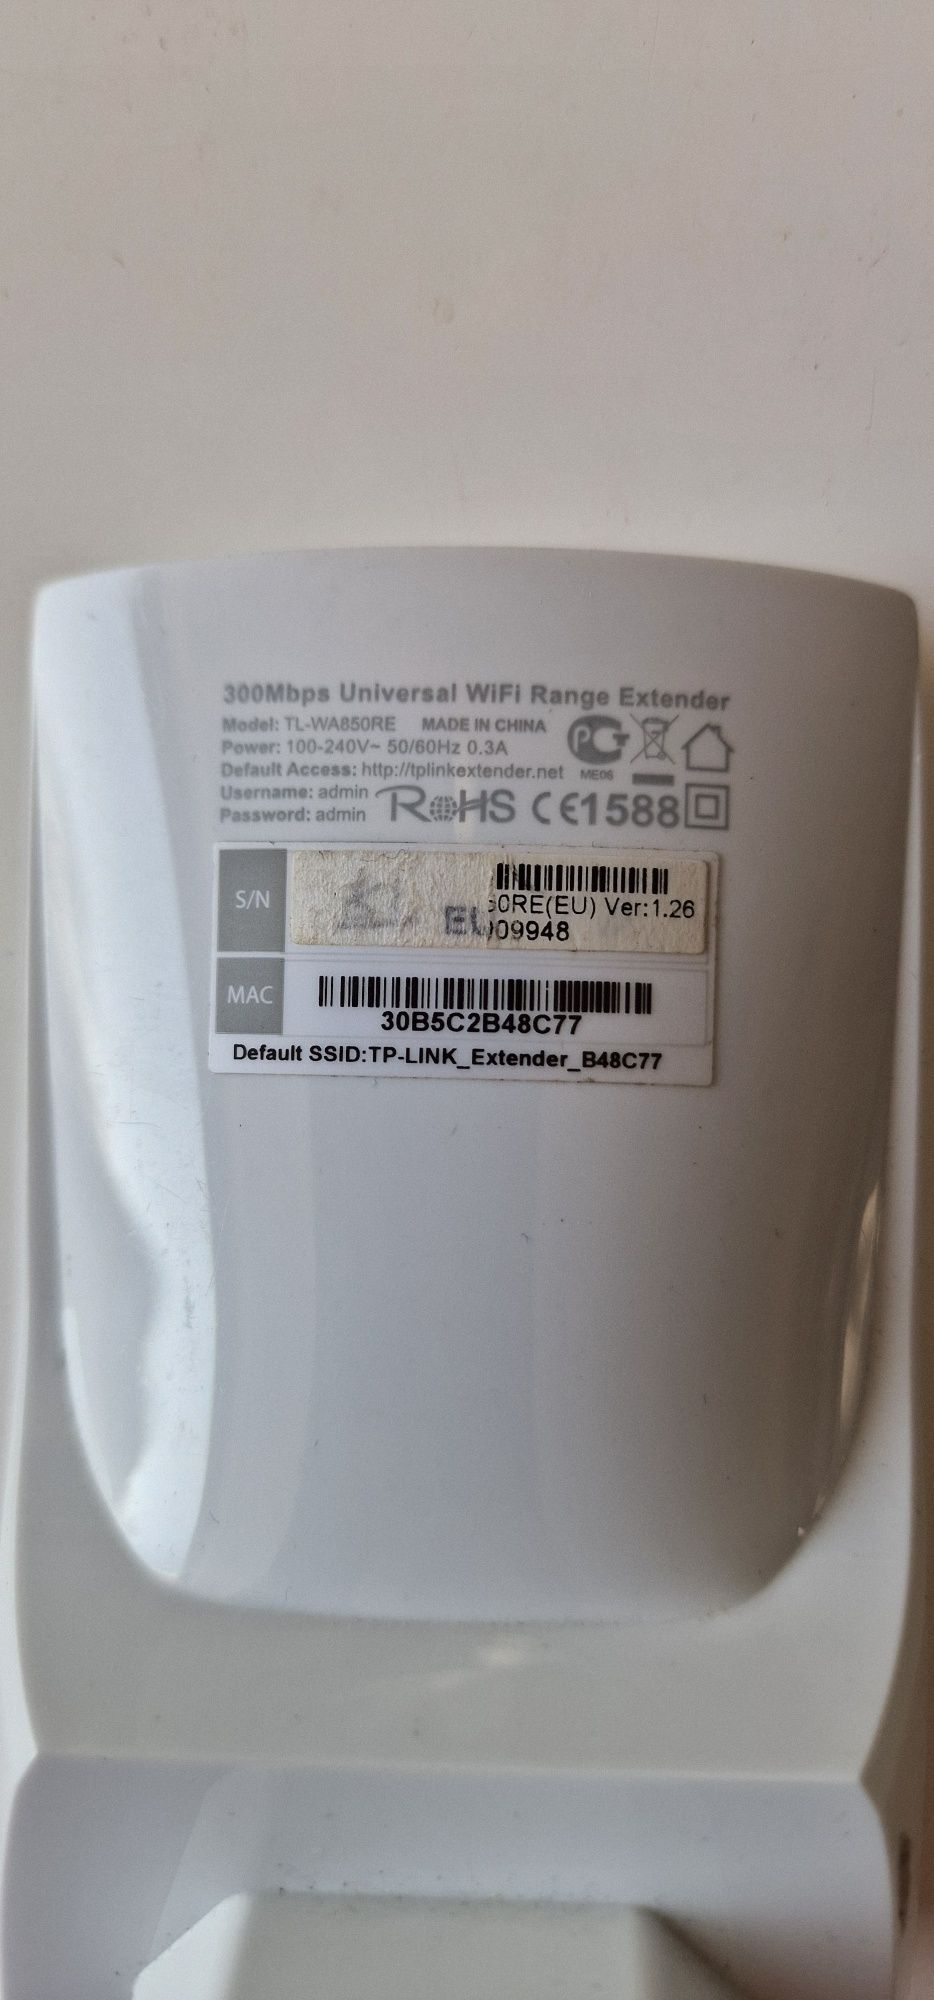 300Mbps Universal WiFi Range Extender
Model: TL-WA850RE MADE IN CHINA
Power: 100-240V~ 50/60Hz 0.3A
Default Access: http://tplinkextender.net
ME06
Username: admin
Password: admin
RoHS CE1588
S/N
0RE(EU) Ver:1.26
09948
MAC
30B5C2B48C77
Default SSID:TP-LINK_Extender_B48C77